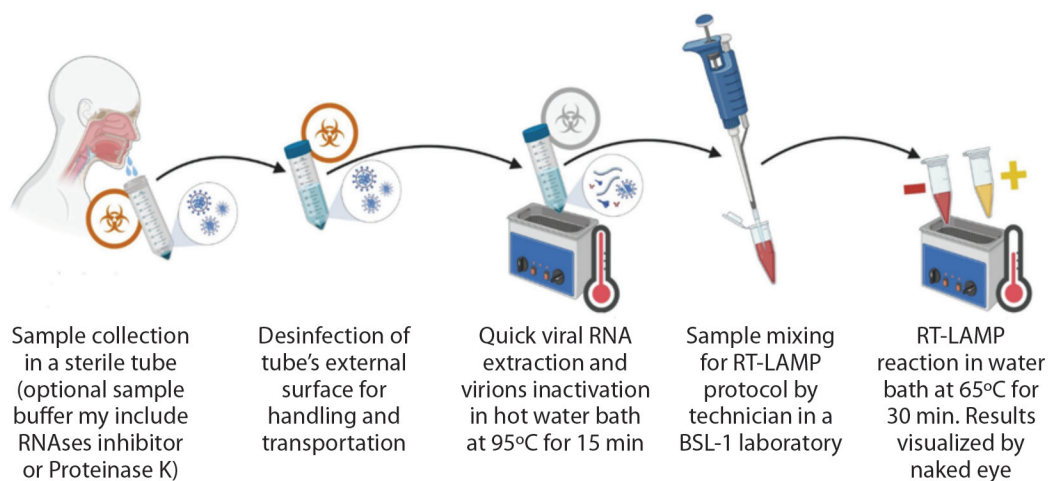 Sample collection
in a sterile tube
(optional sample
buffer my include
RNAses inhibitor
or Proteinase K)
Desinfection of
tube's external
surface for
handling and
transportation
Quick viral RNA
extraction and
virions inactivation
in hot water bath
at 95ºC for 15 min
Sample mixing
for RT-LAMP
protocol by
technician in a
BSL-1 laboratory
RT-LAMP
reaction in water
bath at 65ºC for
30 min. Results
visualized by
naked eye